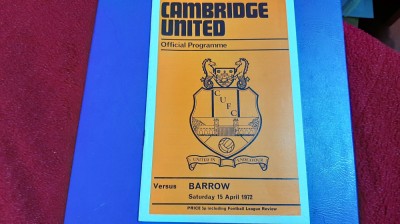 CAMBRIDGE
UNITED
Official Programme
C U
F C
UNITED IN ENDEAVOUR
Versus BARROW
Saturday 15 April 1972
PRICE 5p including Football League Review